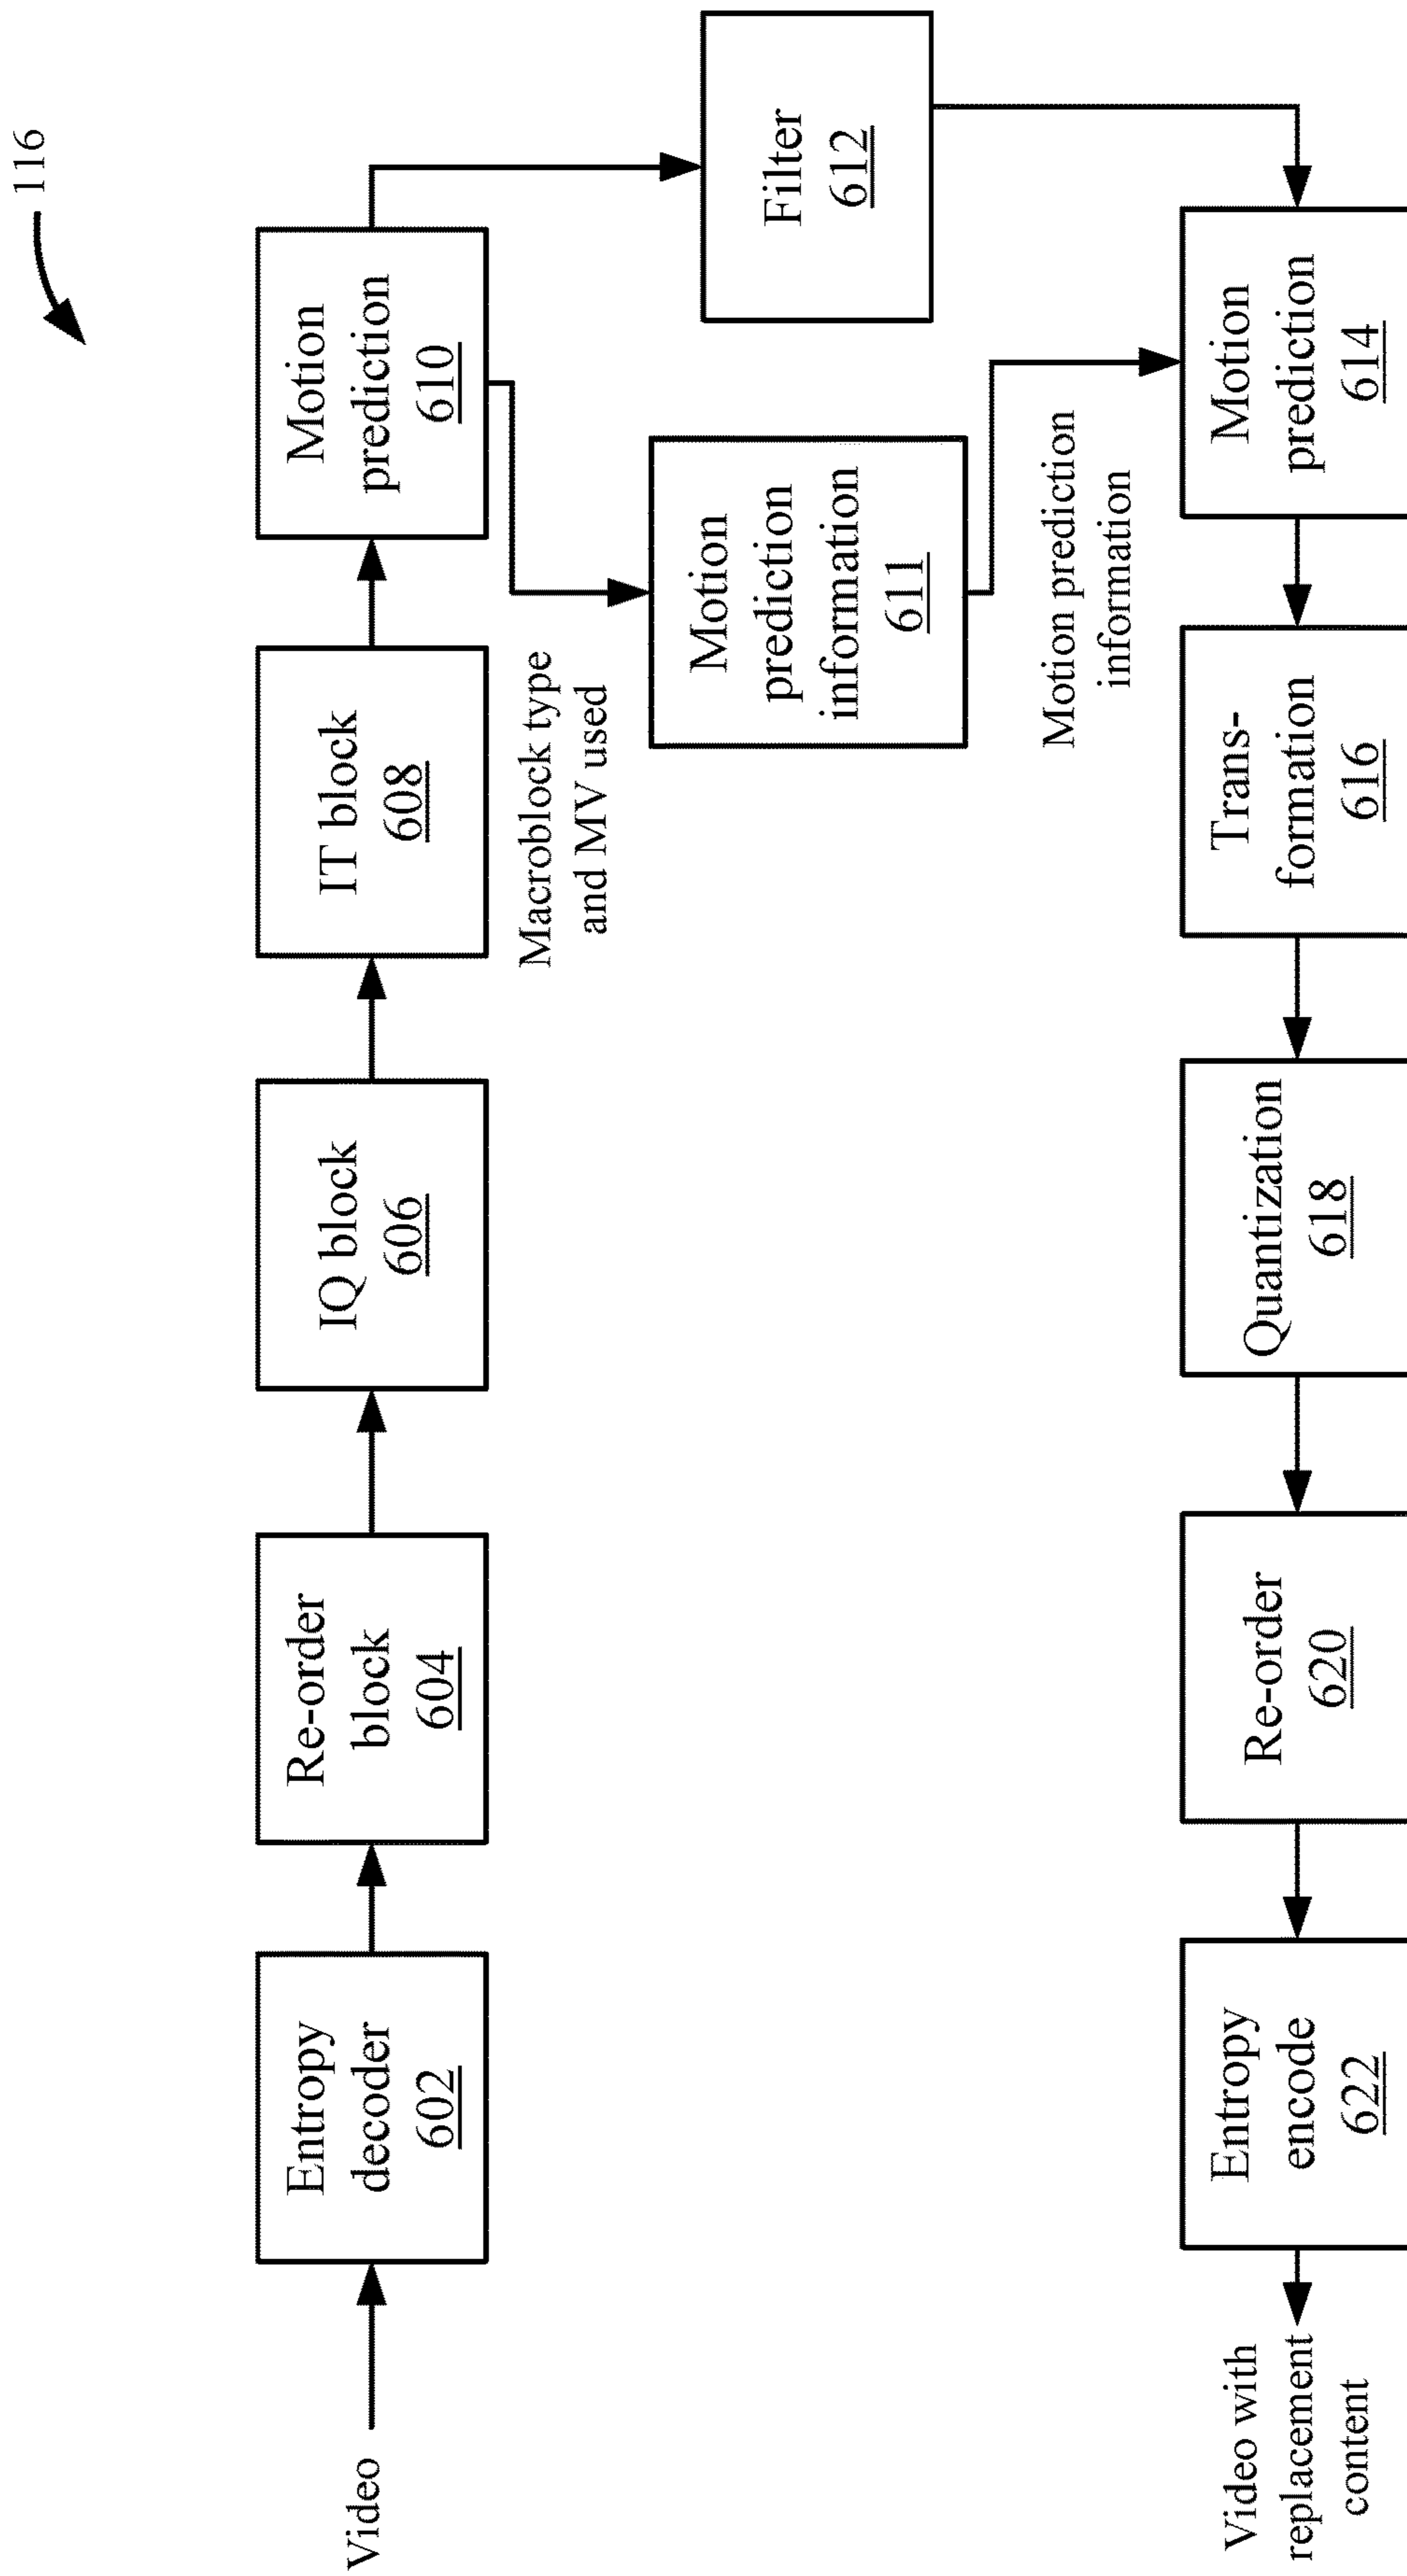 116
Video
Entropy
decoder
602
Re-order
block
604
IQ block
606
IT block
608
Motion
prediction
610
Macroblock type
and MV used
Motion
prediction
information
611
Filter
612
Motion prediction
information
Motion
prediction
614
Trans-
formation
616
Quantization
618
Re-order
620
Entropy
encode
622
Video with
replacement
content